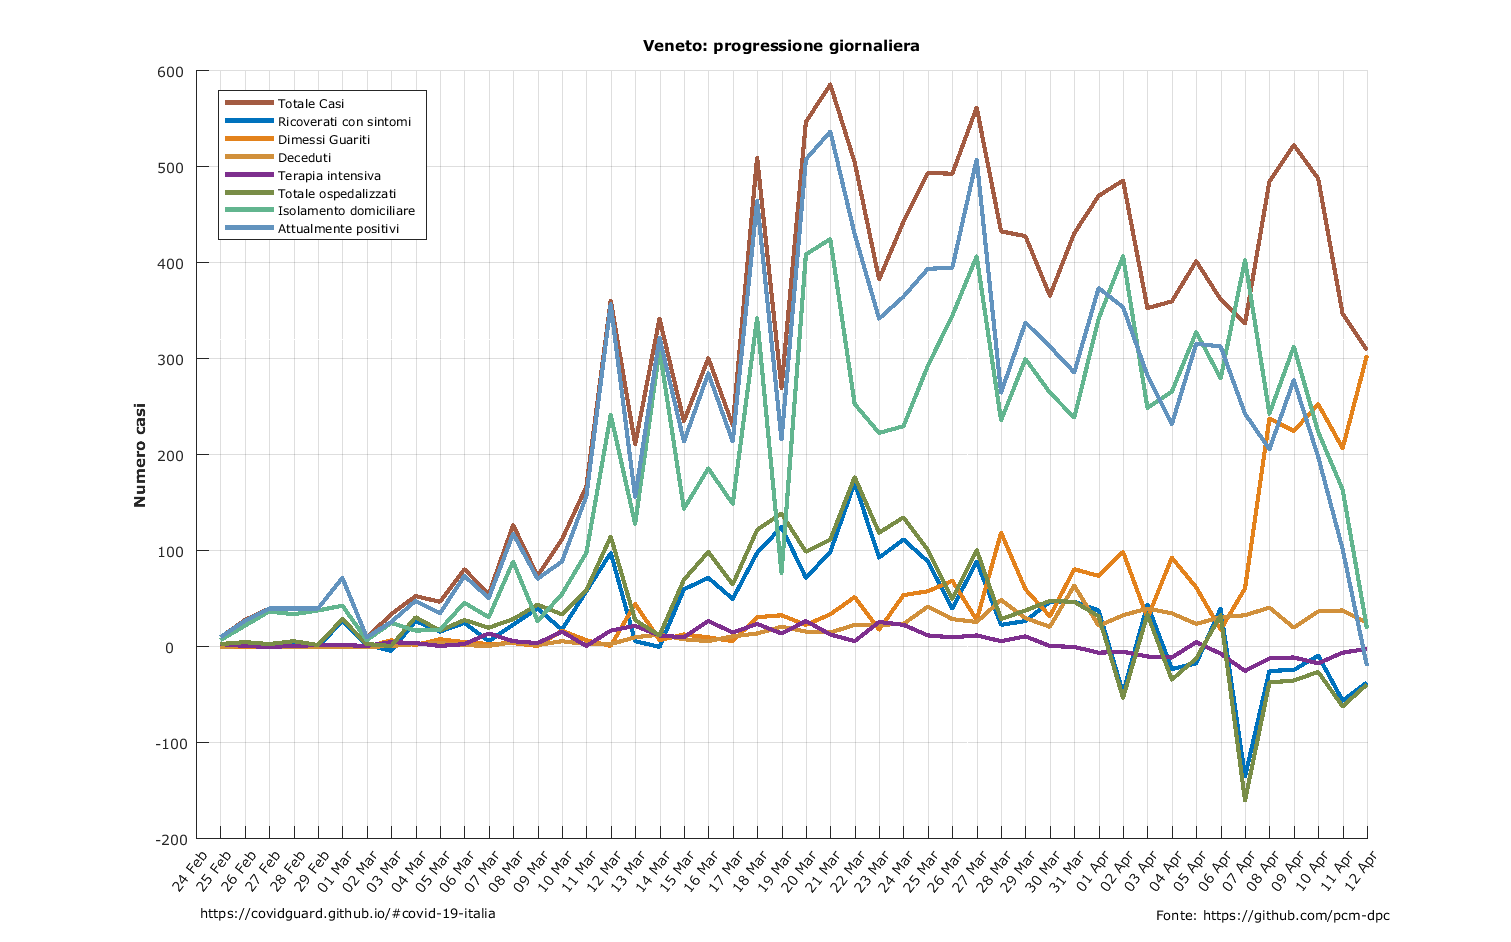 Veneto: progressione giornaliera
600
500
400
300
200
100
0
-100
-200
Numero casi
Totale Casi
Ricoverati con sintomi
Dimessi Guariti
Deceduti
Terapia intensiva
Totale ospedalizzati
Isolamento domiciliare
Attualmente positivi
24 Feb
25 Feb
26 Feb
27 Feb
28 Feb
29 Feb
01 Mar
02 Mar
03 Mar
04 Mar
05 Mar
06 Mar
07 Mar
08 Mar
09 Mar
10 Mar
11 Mar
12 Mar
13 Mar
14 Mar
15 Mar
16 Mar
17 Mar
18 Mar
19 Mar
20 Mar
21 Mar
22 Mar
23 Mar
24 Mar
25 Mar
26 Mar
27 Mar
28 Mar
29 Mar
30 Mar
31 Mar
01 Apr
02 Apr
03 Apr
04 Apr
05 Apr
06 Apr
07 Apr
08 Apr
09 Apr
10 Apr
11 Apr
12 Apr
https://covidguard.github.io/#covid-19-italia
Fonte: https://github.com/pcm-dpc